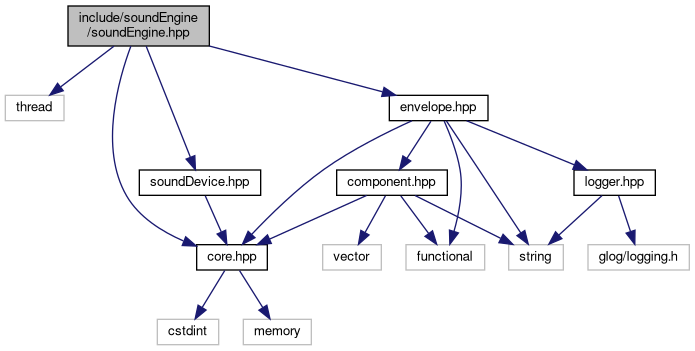 include/soundEngine
/soundEngine.hpp
thread
envelope.hpp
soundDevice.hpp
component.hpp
logger.hpp
core.hpp
vector
functional
string
glog/logging.h
cstdint
memory